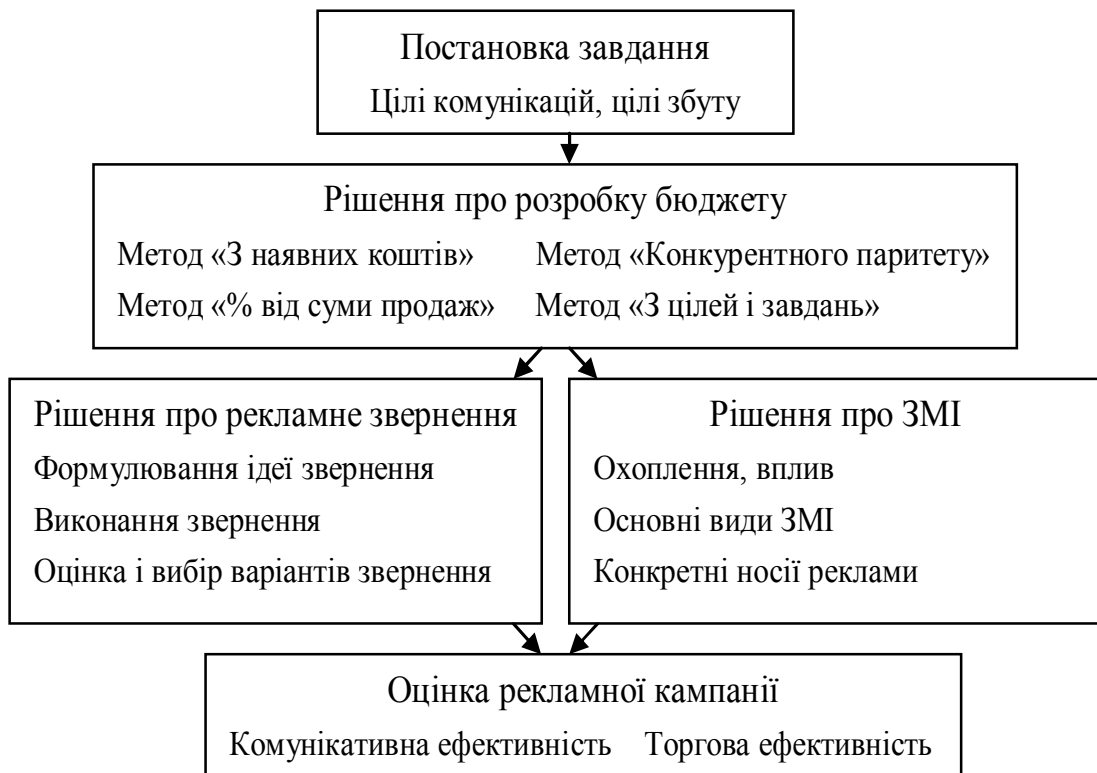 Постановка завдання
Цілі комунікацій, цілі збуту
Рішення про розробку бюджету
Метод «З наявних коштів» Метод «Конкурентного паритету»
Метод «% від суми продаж» Метод «З цілей і завдань»
Рішення про рекламне звернення
Формулювання ідеї звернення
Виконання звернення
Оцінка і вибір варіантів звернення
Рішення про ЗМІ
Охоплення, вплив
Основні види ЗМІ
Конкретні носії реклами
Оцінка рекламної кампанії
Комунікативна ефективність Торгова ефективність